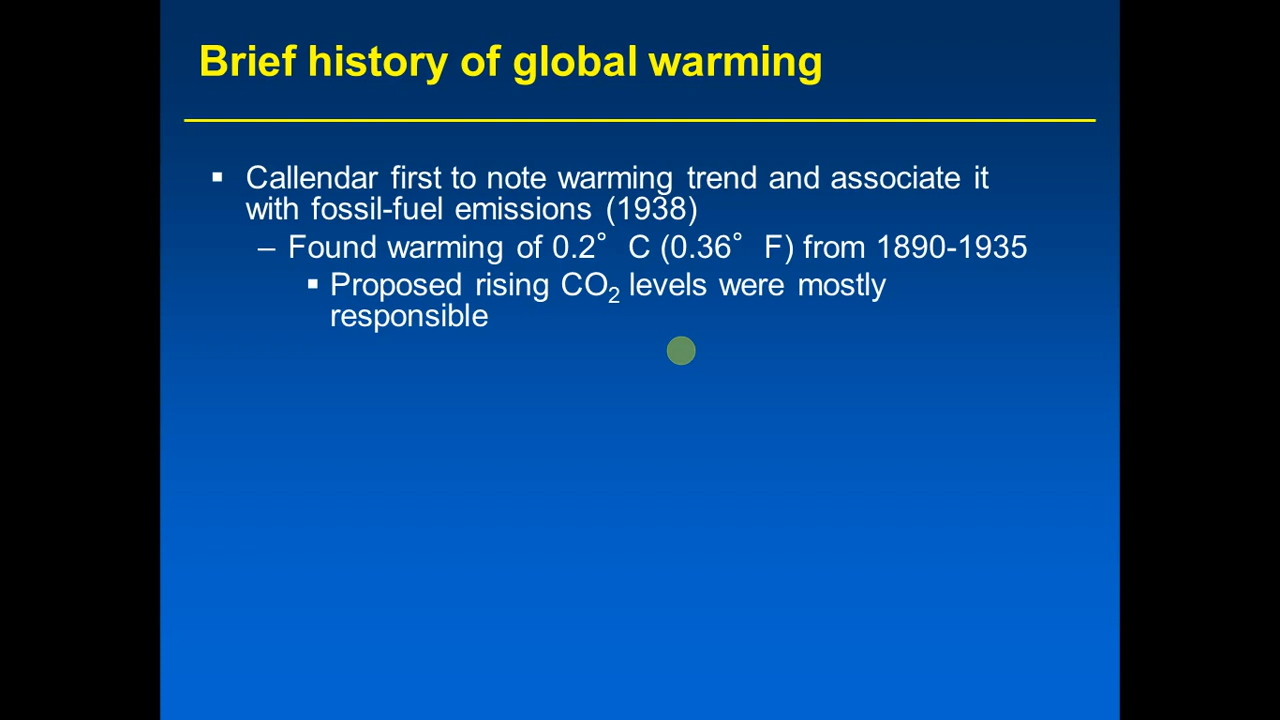 Brief history of global warming
▪ Callendar first to note warming trend and associate it
with fossil-fuel emissions (1938)
– Found warming of 0.2° C (0.36° F) from 1890-1935
▪ Proposed rising CO₂ levels were mostly
responsible